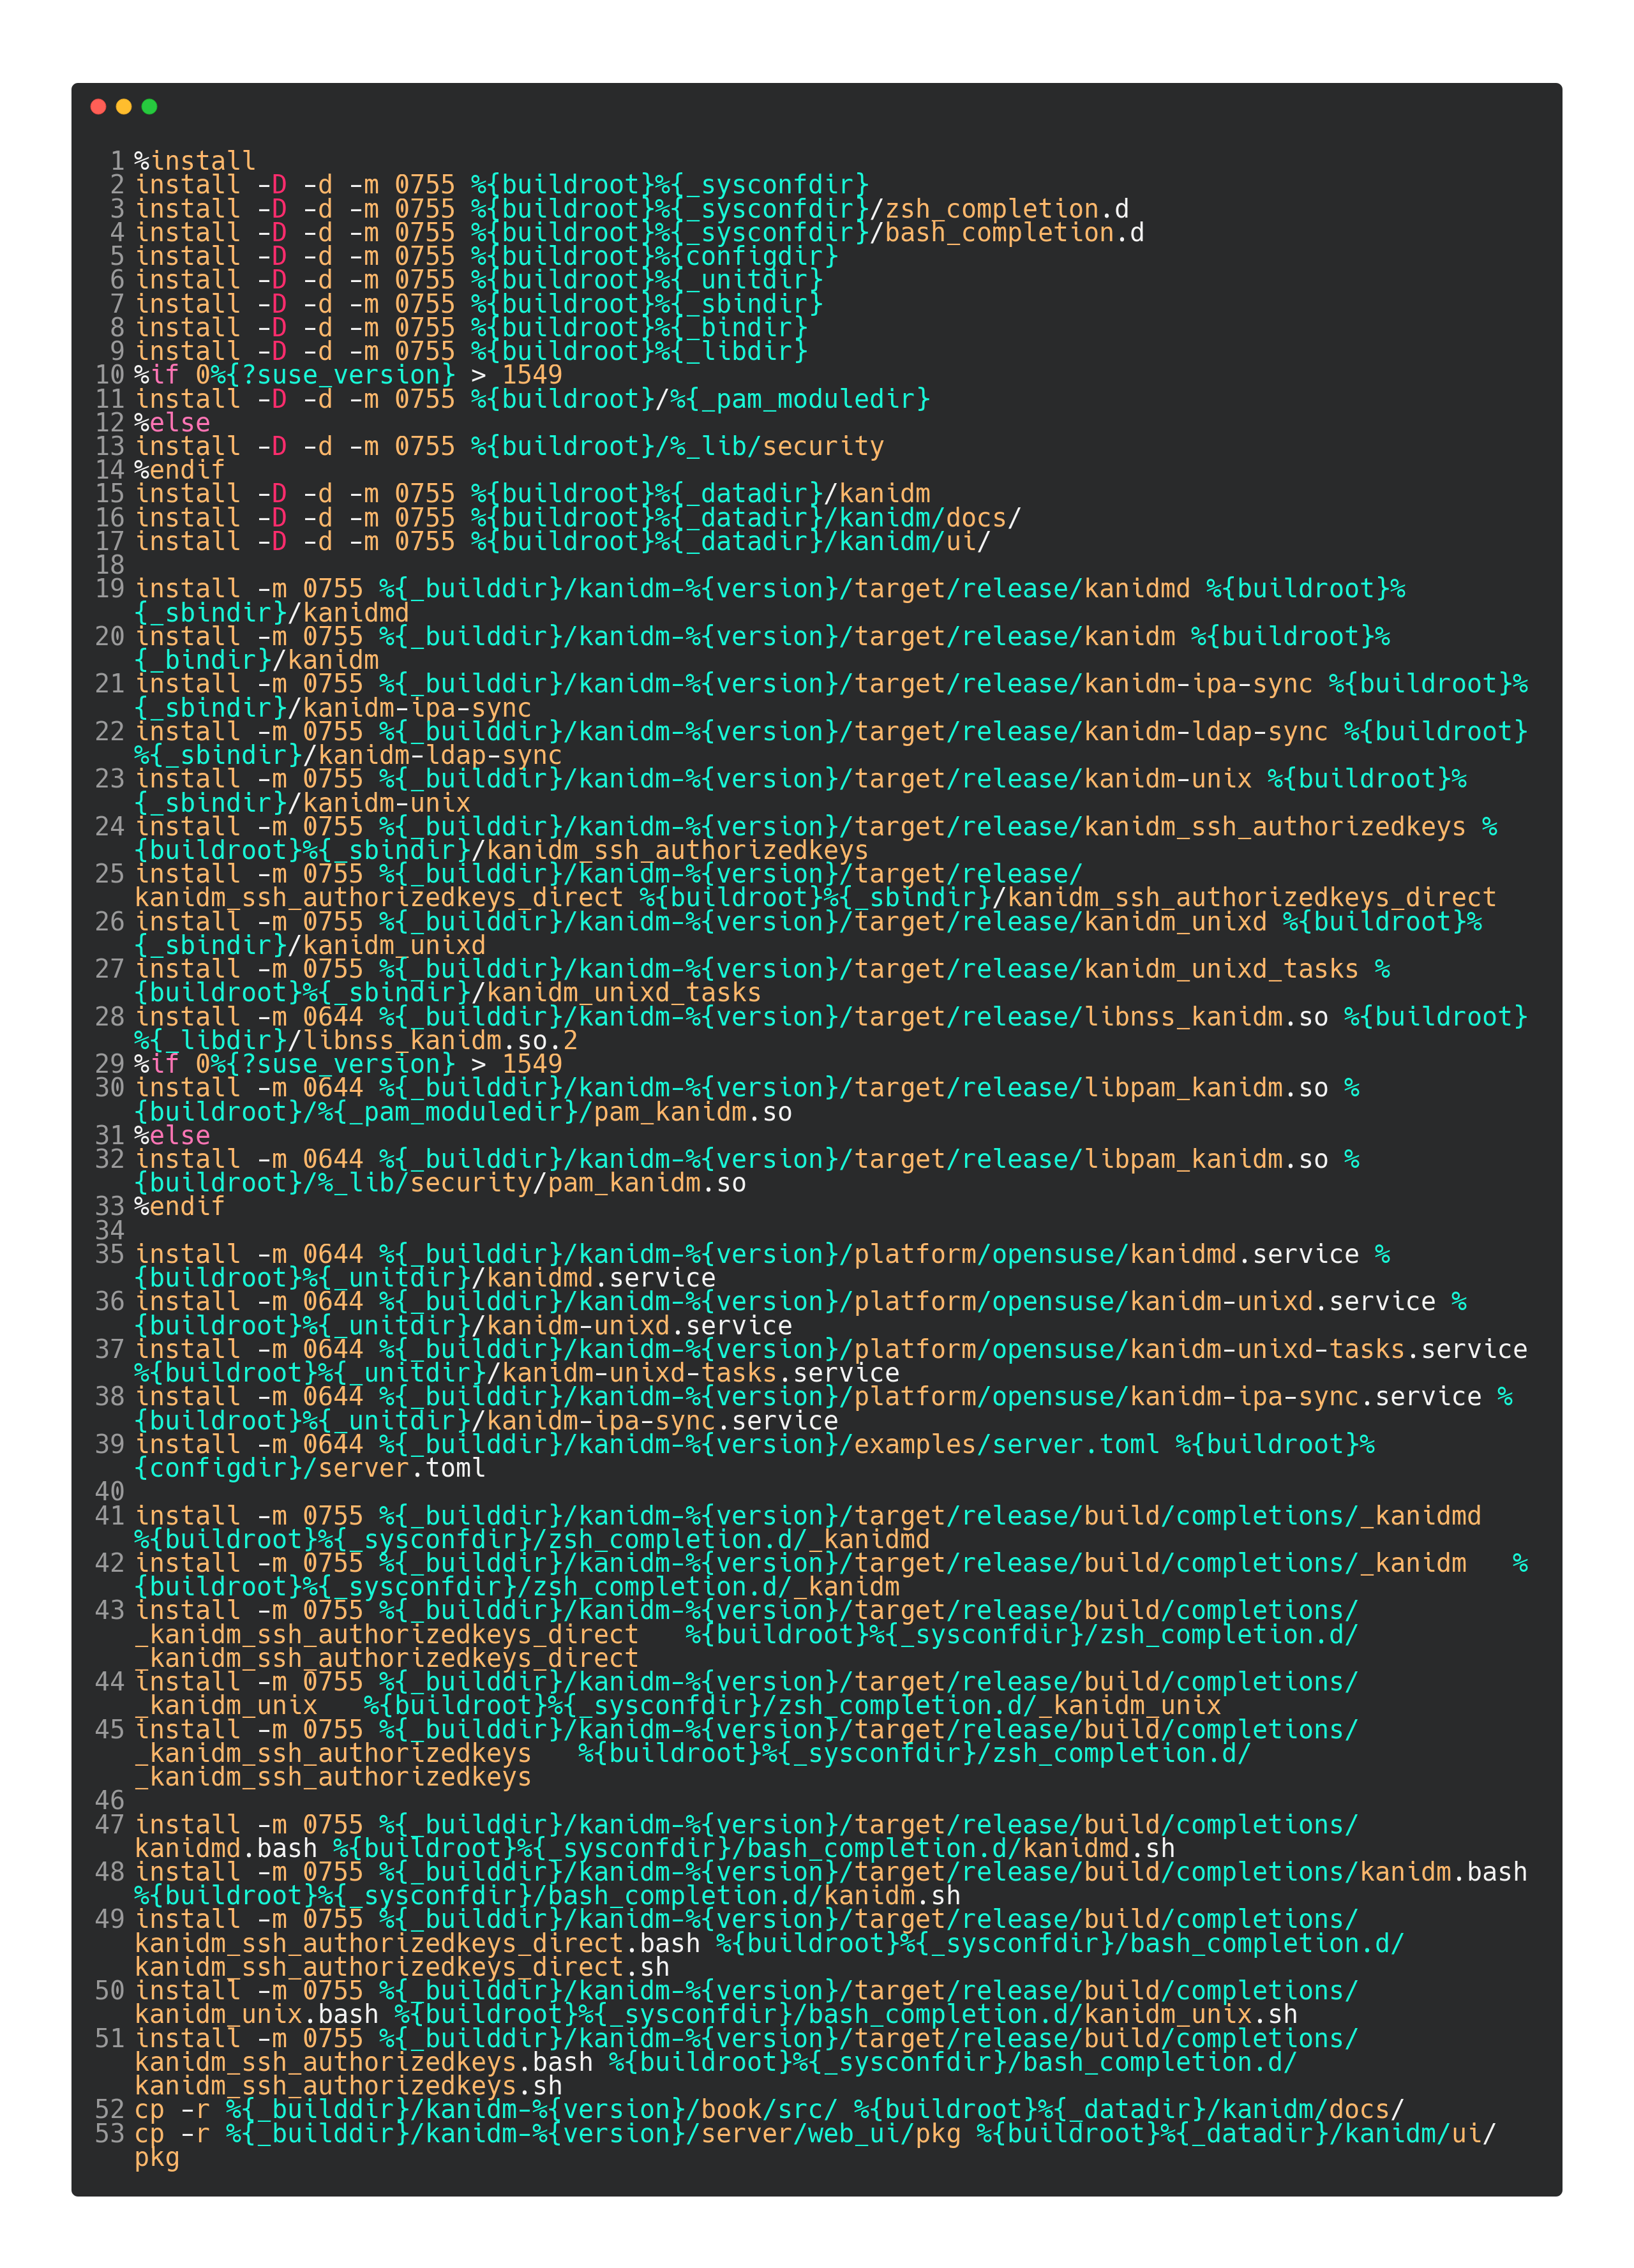 1 %install
2 install -D -d -m 0755 %{buildroot}%{_sysconfdir}
3 install -D -d -m 0755 %{buildroot}%{_sysconfdir}/zsh_completion.d
4 install -D -d -m 0755 %{buildroot}%{_sysconfdir}/bash_completion.d
5 install -D -d -m 0755 %{buildroot}%{configdir}
6 install -D -d -m 0755 %{buildroot}%{_unitdir}
7 install -D -d -m 0755 %{buildroot}%{_sbindir}
8 install -D -d -m 0755 %{buildroot}%{_bindir}
9 install -D -d -m 0755 %{buildroot}%{_libdir}
10 %if 0%{?suse_version} > 1549
11 install -D -d -m 0755 %{buildroot}/%{_pam_moduledir}
12 %else
13 install -D -d -m 0755 %{buildroot}/%_lib/security
14 %endif
15 install -D -d -m 0755 %{buildroot}%{_datadir}/kanidm
16 install -D -d -m 0755 %{buildroot}%{_datadir}/kanidm/docs/
17 install -D -d -m 0755 %{buildroot}%{_datadir}/kanidm/ui/
18
19 install -m 0755 %{_builddir}/kanidm-%{version}/target/release/kanidmd %{buildroot}%
{_sbindir}/kanidmd
20 install -m 0755 %{_builddir}/kanidm-%{version}/target/release/kanidm %{buildroot}%
{_bindir}/kanidm
21 install -m 0755 %{_builddir}/kanidm-%{version}/target/release/kanidm-ipa-sync %{buildroot}%
{_sbindir}/kanidm-ipa-sync
22 install -m 0755 %{_builddir}/kanidm-%{version}/target/release/kanidm-ldap-sync %{buildroot}
%{_sbindir}/kanidm-ldap-sync
23 install -m 0755 %{_builddir}/kanidm-%{version}/target/release/kanidm-unix %{buildroot}%
{_sbindir}/kanidm-unix
24 install -m 0755 %{_builddir}/kanidm-%{version}/target/release/kanidm_ssh_authorizedkeys %
{buildroot}%{_sbindir}/kanidm_ssh_authorizedkeys
25 install -m 0755 %{_builddir}/kanidm-%{version}/target/release/
kanidm_ssh_authorizedkeys_direct %{buildroot}%{_sbindir}/kanidm_ssh_authorizedkeys_direct
26 install -m 0755 %{_builddir}/kanidm-%{version}/target/release/kanidm_unixd %{buildroot}%
{_sbindir}/kanidm_unixd
27 install -m 0755 %{_builddir}/kanidm-%{version}/target/release/kanidm_unixd_tasks %
{buildroot}%{_sbindir}/kanidm_unixd_tasks
28 install -m 0644 %{_builddir}/kanidm-%{version}/target/release/libnss_kanidm.so %{buildroot}
%{_libdir}/libnss_kanidm.so.2
29 %if 0%{?suse_version} > 1549
30 install -m 0644 %{_builddir}/kanidm-%{version}/target/release/libpam_kanidm.so %
{buildroot}/%{_pam_moduledir}/pam_kanidm.so
31 %else
32 install -m 0644 %{_builddir}/kanidm-%{version}/target/release/libpam_kanidm.so %
{buildroot}/%_lib/security/pam_kanidm.so
33 %endif
34
35 install -m 0644 %{_builddir}/kanidm-%{version}/platform/opensuse/kanidmd.service %
{buildroot}%{_unitdir}/kanidmd.service
36 install -m 0644 %{_builddir}/kanidm-%{version}/platform/opensuse/kanidm-unixd.service %
{buildroot}%{_unitdir}/kanidm-unixd.service
37 install -m 0644 %{_builddir}/kanidm-%{version}/platform/opensuse/kanidm-unixd-tasks.service
%{buildroot}%{_unitdir}/kanidm-unixd-tasks.service
38 install -m 0644 %{_builddir}/kanidm-%{version}/platform/opensuse/kanidm-ipa-sync.service %
{buildroot}%{_unitdir}/kanidm-ipa-sync.service
39 install -m 0644 %{_builddir}/kanidm-%{version}/examples/server.toml %{buildroot}%
{configdir}/server.toml
40
41 install -m 0755 %{_builddir}/kanidm-%{version}/target/release/build/completions/_kanidmd
%{buildroot}%{_sysconfdir}/zsh_completion.d/_kanidmd
42 install -m 0755 %{_builddir}/kanidm-%{version}/target/release/build/completions/_kanidm   %
{buildroot}%{_sysconfdir}/zsh_completion.d/_kanidm
43 install -m 0755 %{_builddir}/kanidm-%{version}/target/release/build/completions/
_kanidm_ssh_authorizedkeys_direct   %{buildroot}%{_sysconfdir}/zsh_completion.d/
_kanidm_ssh_authorizedkeys_direct
44 install -m 0755 %{_builddir}/kanidm-%{version}/target/release/build/completions/
_kanidm_unix   %{buildroot}%{_sysconfdir}/zsh_completion.d/_kanidm_unix
45 install -m 0755 %{_builddir}/kanidm-%{version}/target/release/build/completions/
_kanidm_ssh_authorizedkeys   %{buildroot}%{_sysconfdir}/zsh_completion.d/
_kanidm_ssh_authorizedkeys
46
47 install -m 0755 %{_builddir}/kanidm-%{version}/target/release/build/completions/
kanidmd.bash %{buildroot}%{_sysconfdir}/bash_completion.d/kanidmd.sh
48 install -m 0755 %{_builddir}/kanidm-%{version}/target/release/build/completions/kanidm.bash
%{buildroot}%{_sysconfdir}/bash_completion.d/kanidm.sh
49 install -m 0755 %{_builddir}/kanidm-%{version}/target/release/build/completions/
kanidm_ssh_authorizedkeys_direct.bash %{buildroot}%{_sysconfdir}/bash_completion.d/
kanidm_ssh_authorizedkeys_direct.sh
50 install -m 0755 %{_builddir}/kanidm-%{version}/target/release/build/completions/
kanidm_unix.bash %{buildroot}%{_sysconfdir}/bash_completion.d/kanidm_unix.sh
51 install -m 0755 %{_builddir}/kanidm-%{version}/target/release/build/completions/
kanidm_ssh_authorizedkeys.bash %{buildroot}%{_sysconfdir}/bash_completion.d/
kanidm_ssh_authorizedkeys.sh
52 cp -r %{_builddir}/kanidm-%{version}/book/src/ %{buildroot}%{_datadir}/kanidm/docs/
53 cp -r %{_builddir}/kanidm-%{version}/server/web_ui/pkg %{buildroot}%{_datadir}/kanidm/ui/
pkg